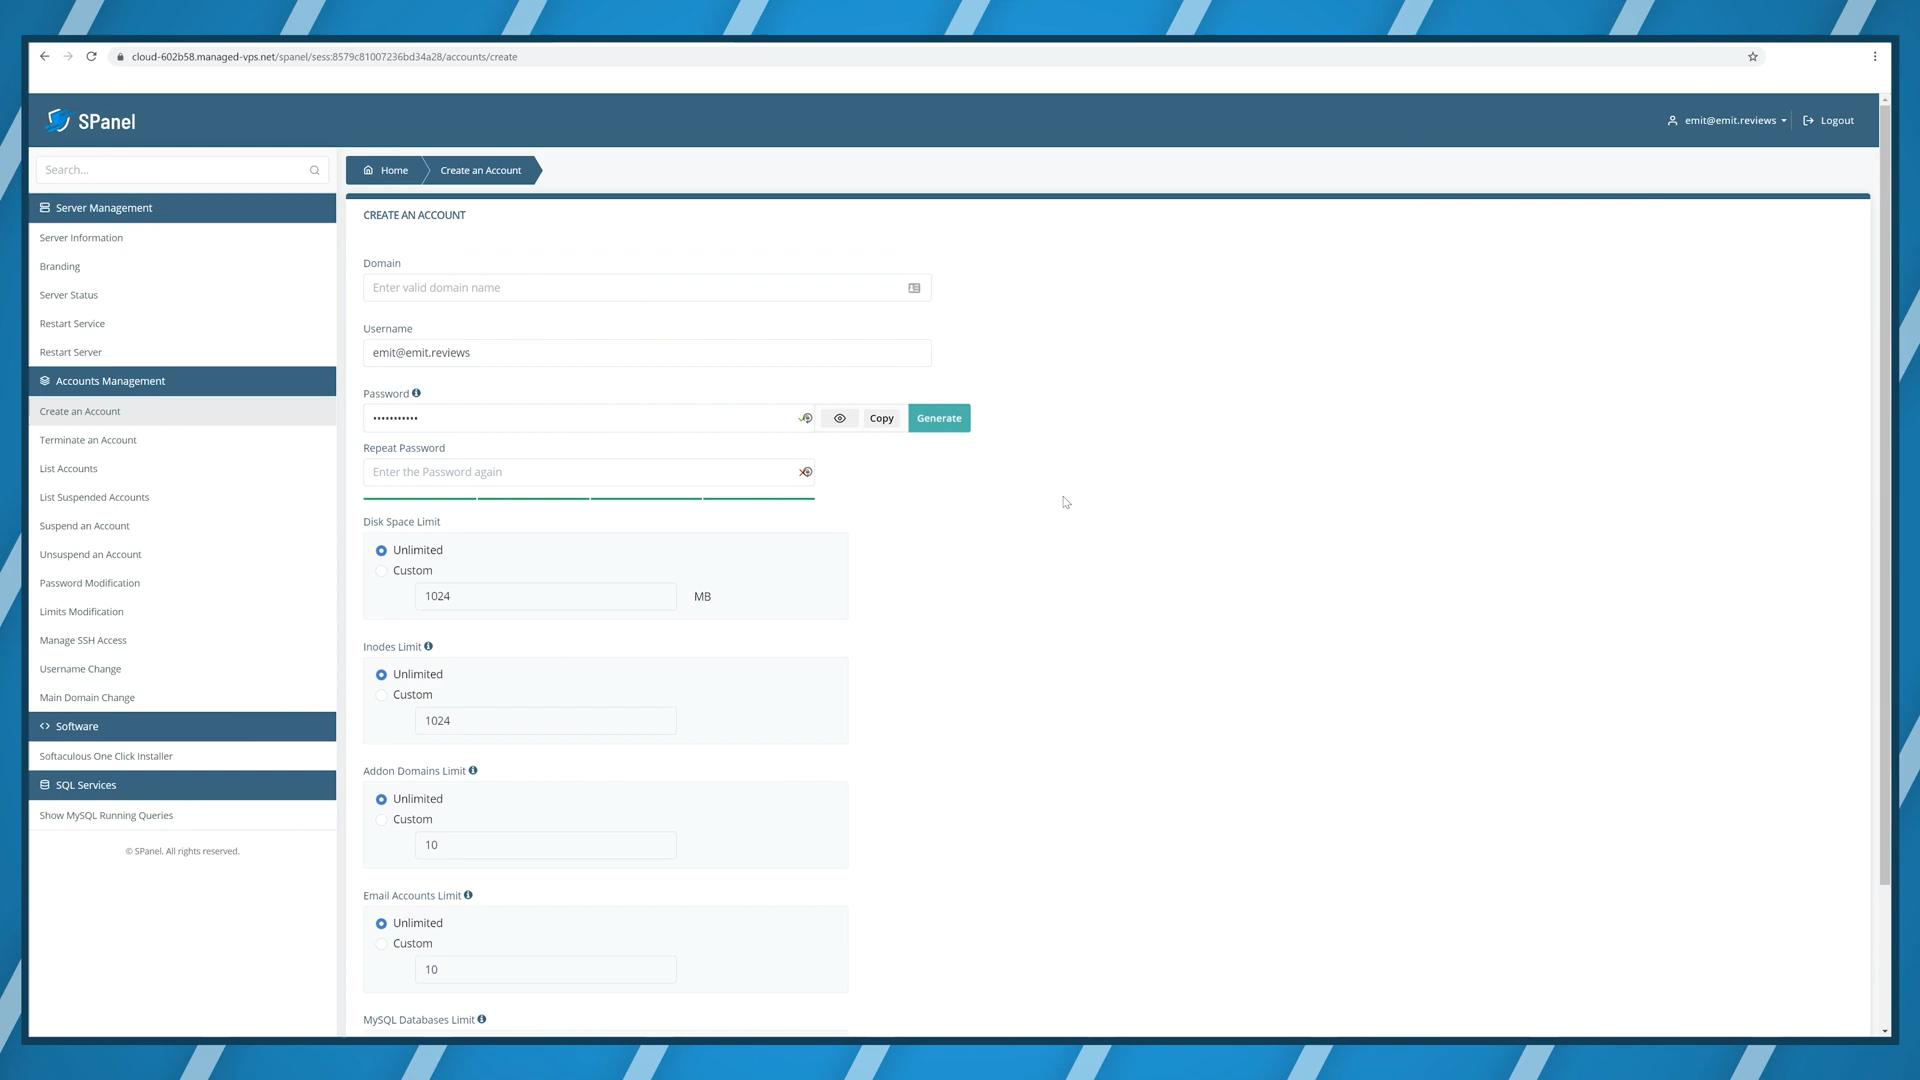 cloud-602b58.managed-vps.net/spanel/sess:8579c81007236bd34a28/accounts/create
SPanel
emit@emit.reviews
Logout
Search...
Home
Create an Account
Server Management
Server Information
Branding
Server Status
Restart Service
Restart Server
Accounts Management
Create an Account
Terminate an Account
List Accounts
List Suspended Accounts
Suspend an Account
Unsuspend an Account
Password Modification
Limits Modification
Manage SSH Access
Username Change
Main Domain Change
Software
Softaculous One Click Installer
SQL Services
Show MySQL Running Queries
© SPanel. All rights reserved.
CREATE AN ACCOUNT
Domain
Enter valid domain name
Username
emit@emit.reviews
Password
•••••••••••
Copy
Generate
Repeat Password
Enter the Password again
Disk Space Limit
Unlimited
Custom
1024 MB
Inodes Limit
Unlimited
Custom
1024
Addon Domains Limit
Unlimited
Custom
10
Email Accounts Limit
Unlimited
Custom
10
MySQL Databases Limit